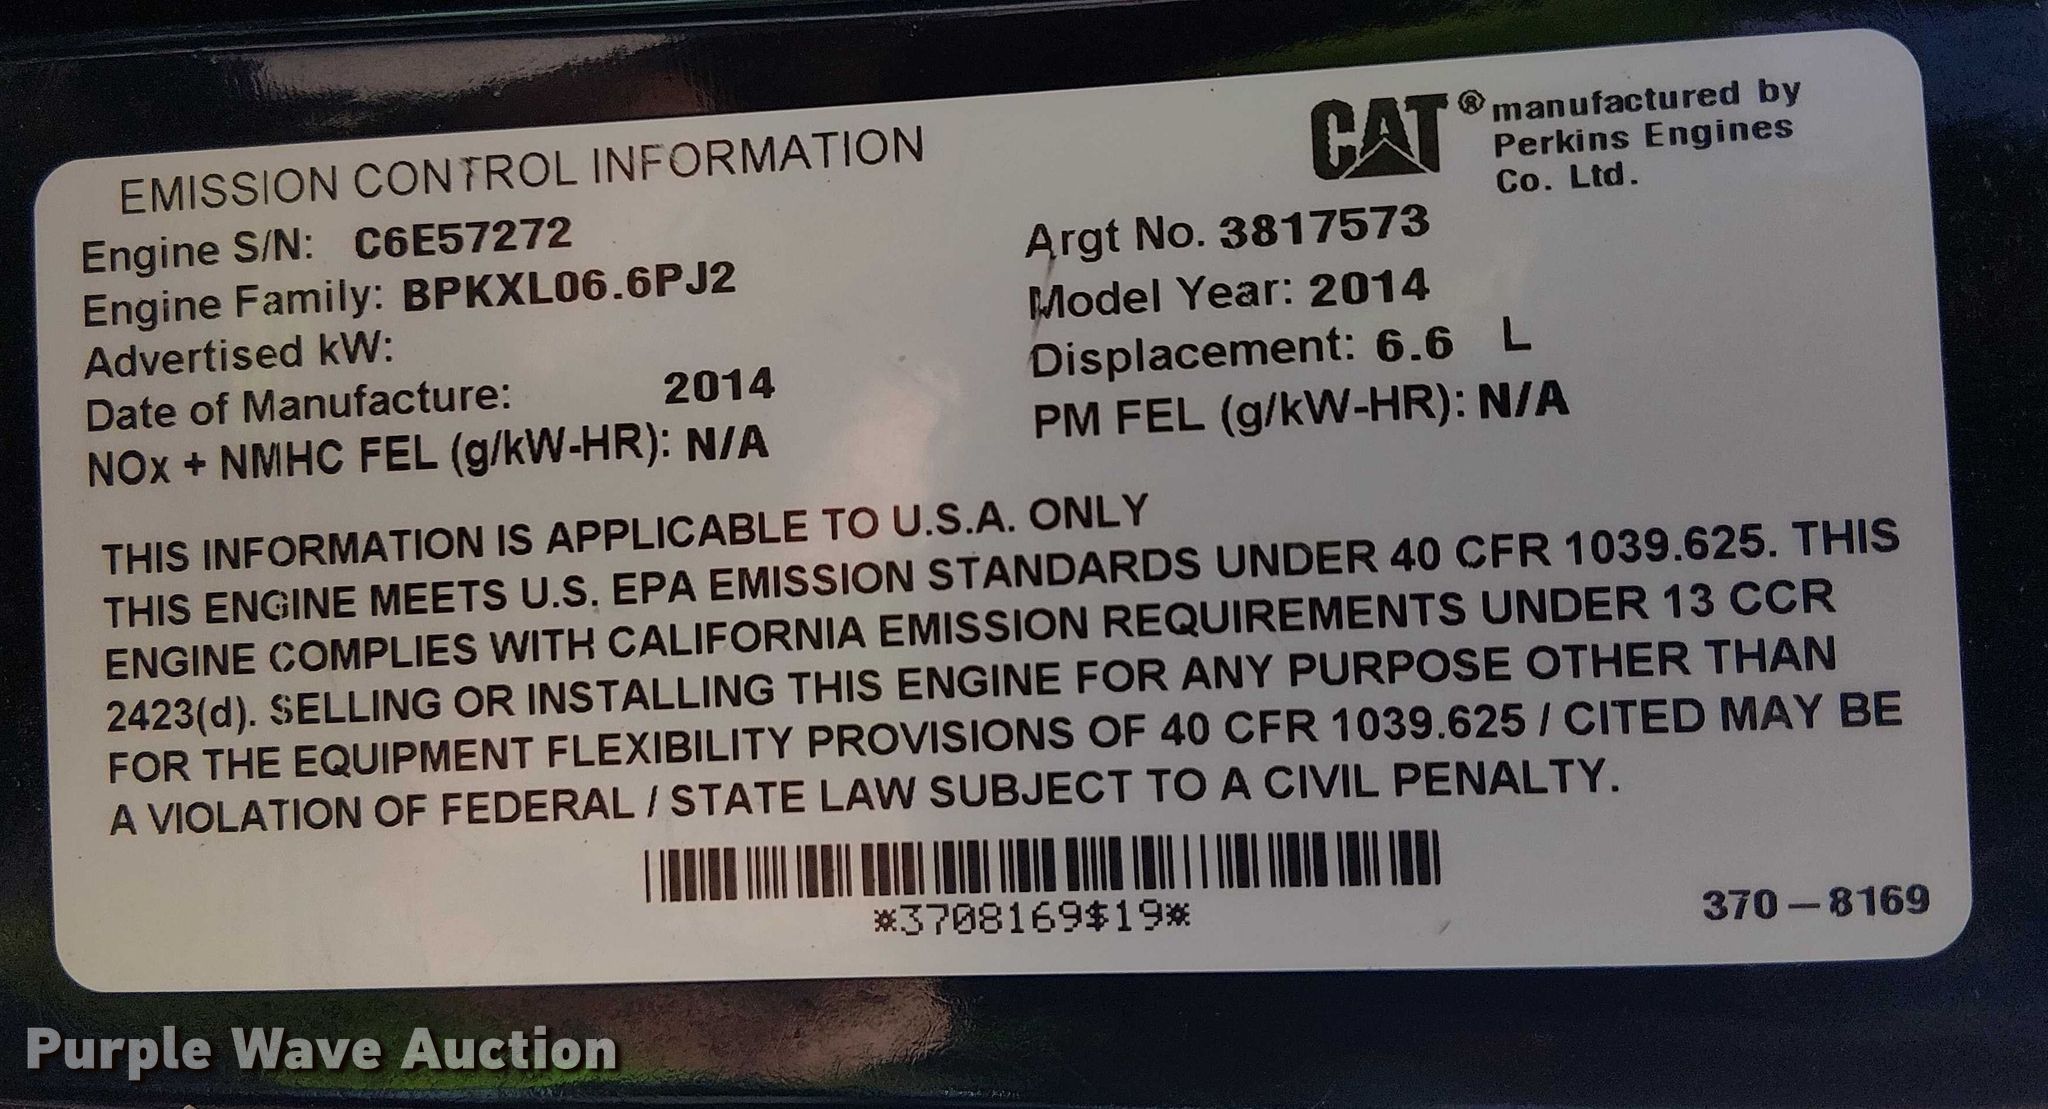 EMISSION CONTROL INFORMATION
CAT® manufactured by
Perkins Engines
Co. Ltd.
Engine S/N: C6E57272
Argt No. 3817573
Engine Family: BPKXL06.6PJ2
Model Year: 2014
Advertised kW:
Displacement: 6.6 L
Date of Manufacture: 2014
PM FEL (g/kW-HR): N/A
NOx + NMHC FEL (g/kW-HR): N/A
THIS INFORMATION IS APPLICABLE TO U.S.A. ONLY
THIS ENGINE MEETS U.S. EPA EMISSION STANDARDS UNDER 40 CFR 1039.625. THIS
ENGINE COMPLIES WITH CALIFORNIA EMISSION REQUIREMENTS UNDER 13 CCR
2423(d). SELLING OR INSTALLING THIS ENGINE FOR ANY PURPOSE OTHER THAN
FOR THE EQUIPMENT FLEXIBILITY PROVISIONS OF 40 CFR 1039.625 / CITED MAY BE
A VIOLATION OF FEDERAL / STATE LAW SUBJECT TO A CIVIL PENALTY.
*3708169$19*
370-8169
Purple Wave Auction